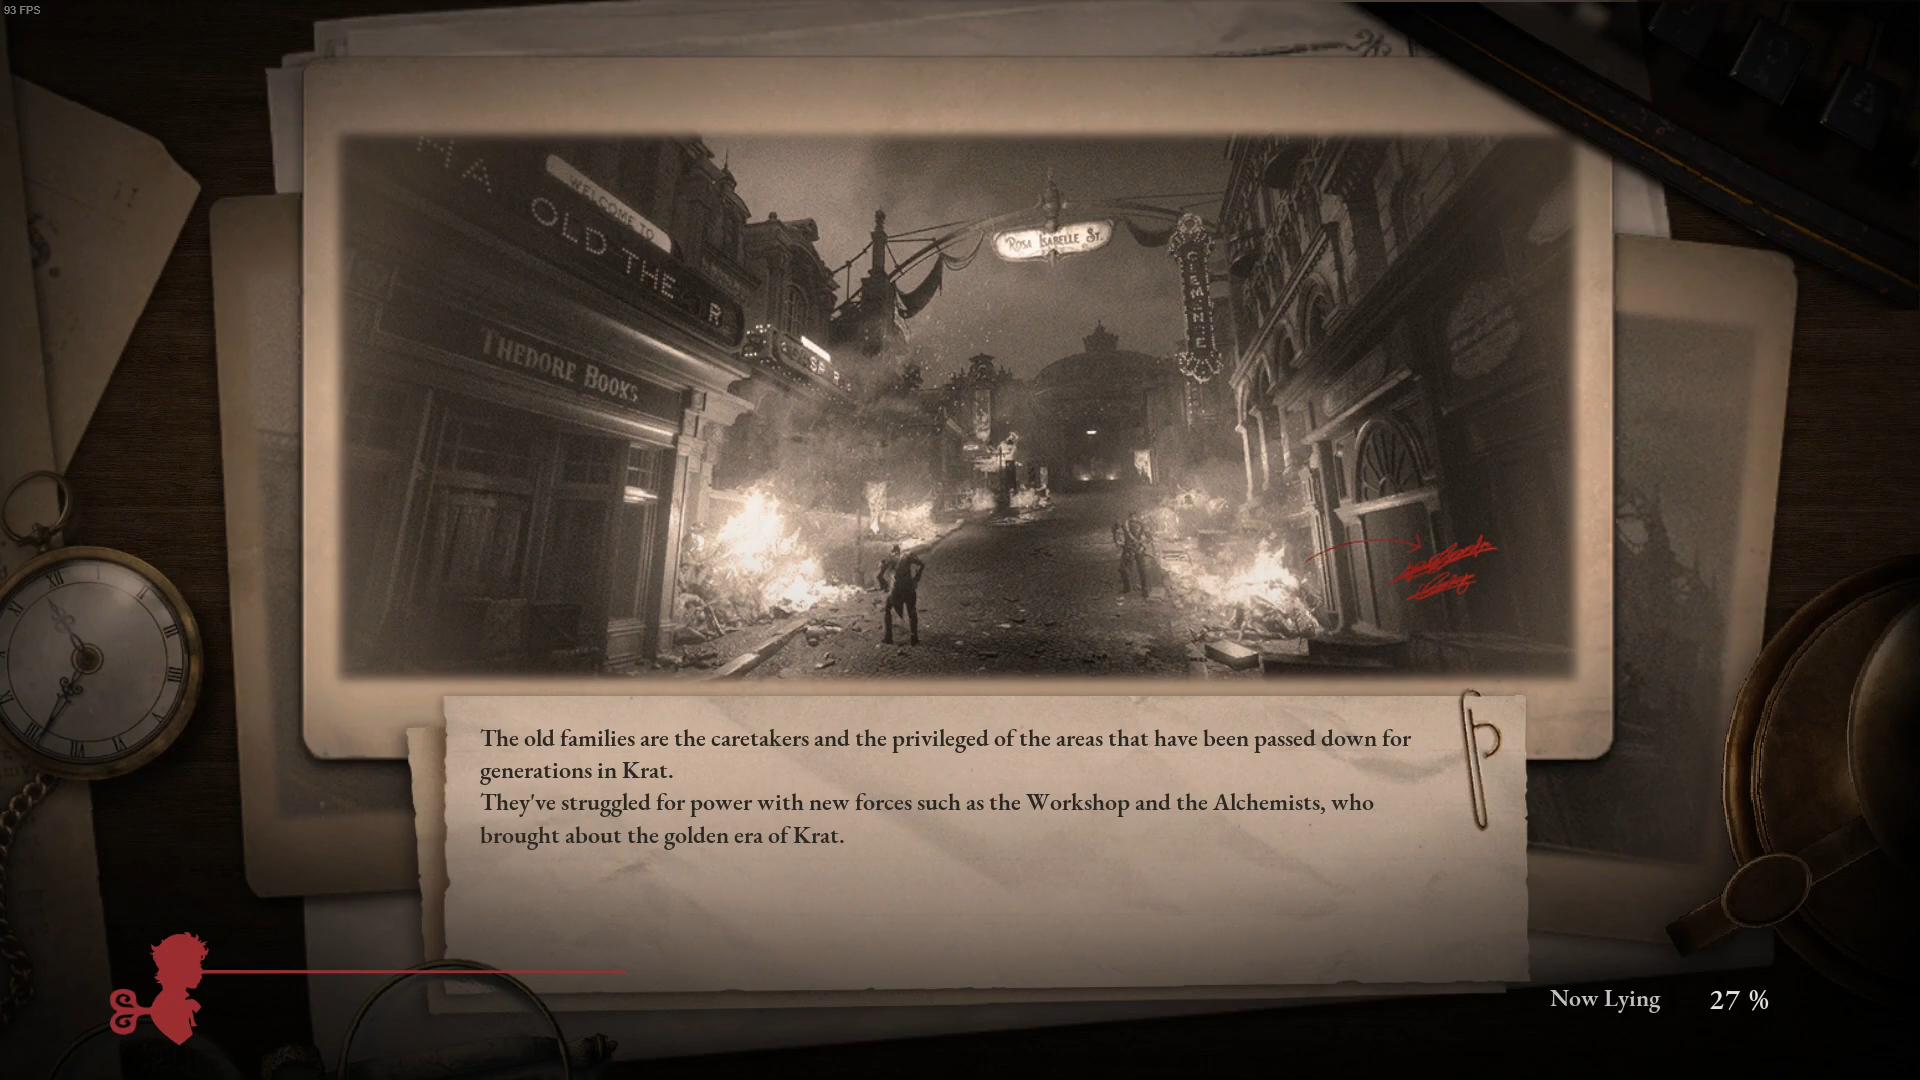 93 FPS
WELCOME TO
OLD THE R
ROSA ISABELLE ST.
CLEMINE
THEDORE BOOKS
The old families are the caretakers and the privileged of the areas that have been passed down for
generations in Krat.
They've struggled for power with new forces such as the Workshop and the Alchemists, who
brought about the golden era of Krat.
Now Lying 27 %